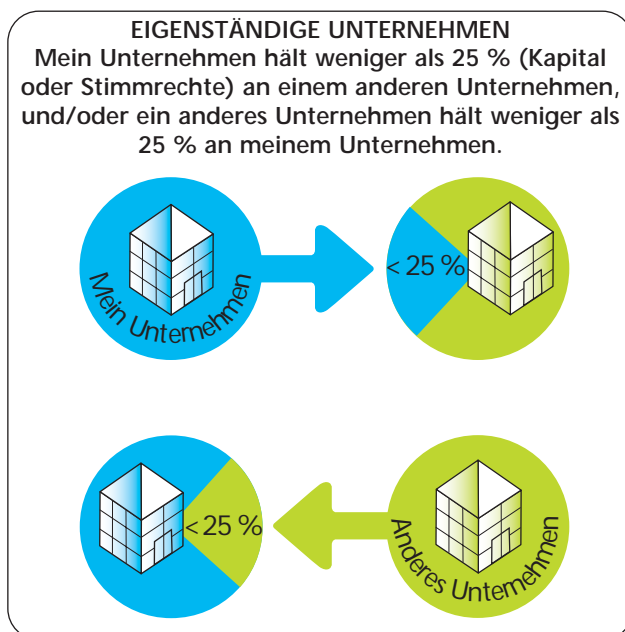 EIGENSTÄNDIGE UNTERNEHMEN
Mein Unternehmen hält weniger als 25 % (Kapital
oder Stimmrechte) an einem anderen Unternehmen,
und/oder ein anderes Unternehmen hält weniger als
25 % an meinem Unternehmen.
Mein Unternehmen
< 25 %
< 25 %
Anderes Unternehmen